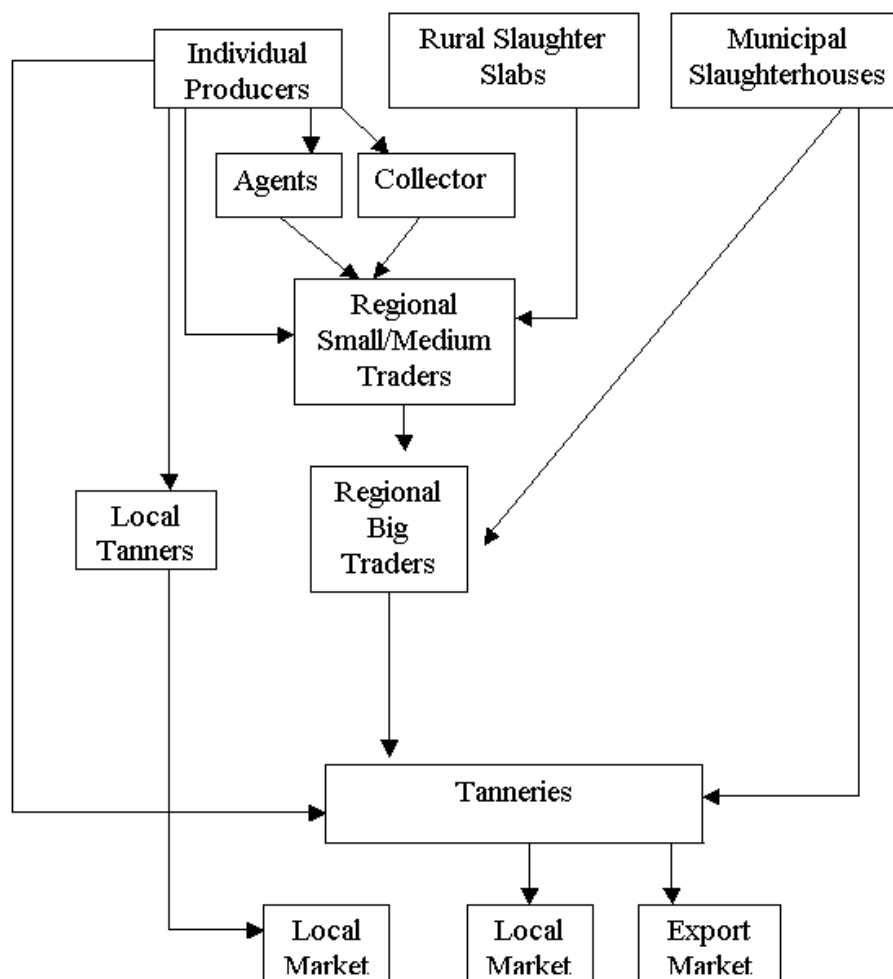 Individual
Producers
Rural Slaughter
Slabs
Municipal
Slaughterhouses
Agents
Collector
Regional
Small/Medium
Traders
Regional
Big
Traders
Local
Tanners
Tanneries
Local
Market
Local
Market
Export
Market